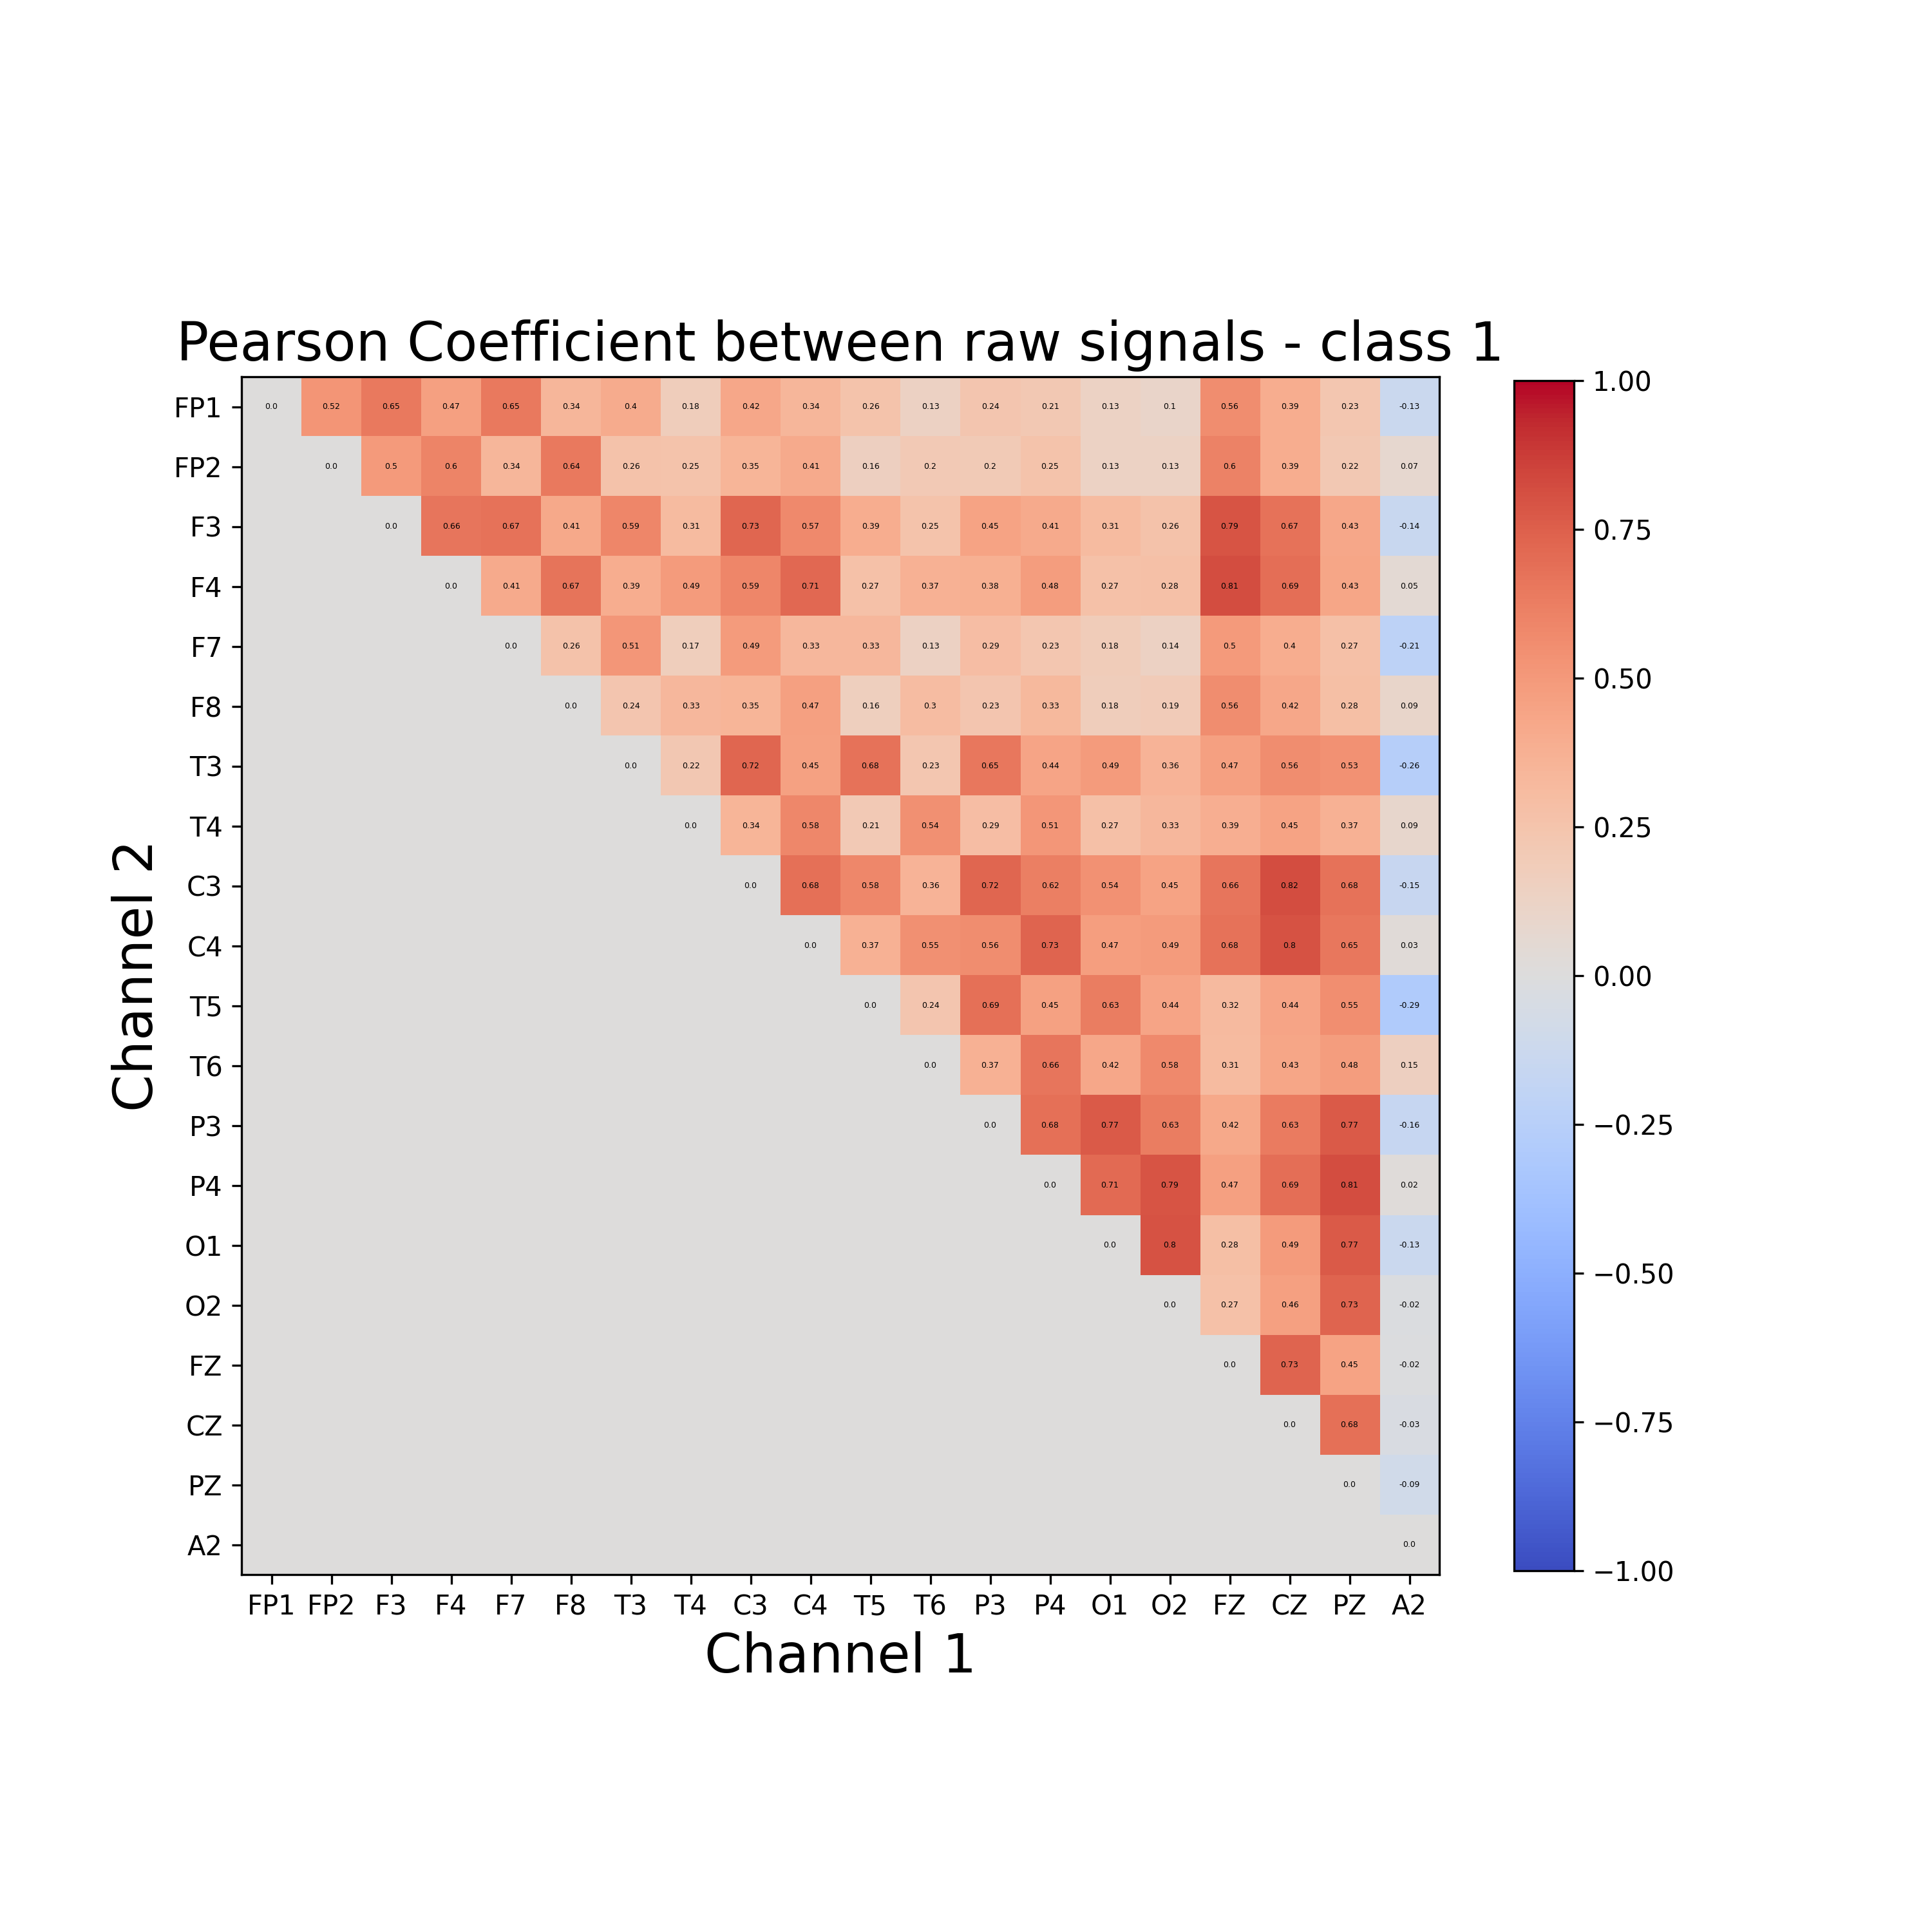 Pearson Coefficient between raw signals - class 1
FP1 0.0 0.52 0.65 0.47 0.65 0.34 0.4 0.18 0.42 0.34 0.26 0.13 0.24 0.21 0.13 0.1 0.56 0.39 0.23 -0.13
FP2 0.0 0.5 0.6 0.34 0.64 0.26 0.25 0.35 0.41 0.16 0.2 0.2 0.25 0.13 0.13 0.6 0.39 0.22 0.07
F3 0.0 0.66 0.67 0.41 0.59 0.31 0.73 0.57 0.39 0.25 0.45 0.41 0.31 0.26 0.79 0.67 0.43 -0.14
F4 0.0 0.41 0.67 0.39 0.49 0.59 0.71 0.27 0.37 0.38 0.48 0.27 0.28 0.81 0.69 0.43 0.05
F7 0.0 0.26 0.51 0.17 0.49 0.33 0.33 0.13 0.29 0.23 0.18 0.14 0.5 0.4 0.27 -0.21
F8 0.0 0.24 0.33 0.35 0.47 0.16 0.3 0.23 0.33 0.18 0.19 0.56 0.42 0.28 0.09
T3 0.0 0.22 0.72 0.45 0.68 0.23 0.65 0.44 0.49 0.36 0.47 0.56 0.53 -0.26
T4 0.0 0.34 0.58 0.21 0.54 0.29 0.51 0.27 0.33 0.39 0.45 0.37 0.09
C3 0.0 0.68 0.58 0.36 0.72 0.62 0.54 0.45 0.66 0.82 0.68 -0.15
C4 0.0 0.37 0.55 0.56 0.73 0.47 0.49 0.68 0.8 0.65 0.03
T5 0.0 0.24 0.69 0.45 0.63 0.44 0.32 0.44 0.55 -0.29
T6 0.0 0.37 0.66 0.42 0.58 0.31 0.43 0.48 0.15
P3 0.0 0.68 0.77 0.63 0.42 0.63 0.77 -0.16
P4 0.0 0.71 0.79 0.47 0.69 0.81 0.02
O1 0.0 0.8 0.28 0.49 0.77 -0.13
O2 0.0 0.27 0.46 0.73 -0.02
FZ 0.0 0.73 0.45 -0.02
CZ 0.0 0.68 -0.03
PZ 0.0 -0.09
A2 0.0
FP1 FP2 F3 F4 F7 F8 T3 T4 C3 C4 T5 T6 P3 P4 O1 O2 FZ CZ PZ A2
Channel 1
Channel 2
1.00
0.75
0.50
0.25
0.00
−0.25
−0.50
−0.75
−1.00